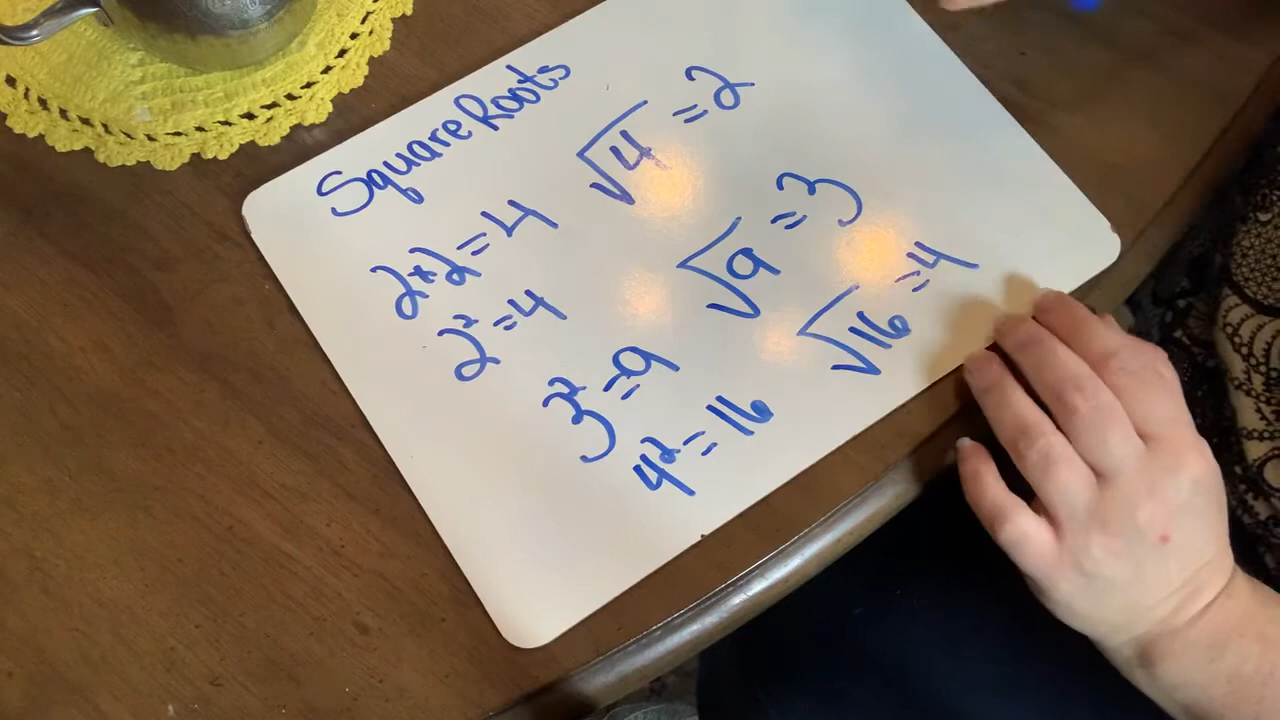 Square Roots
2×2=4 √4 =2
2²=4
3²=9 √9 =3
4²=16 √16 =4